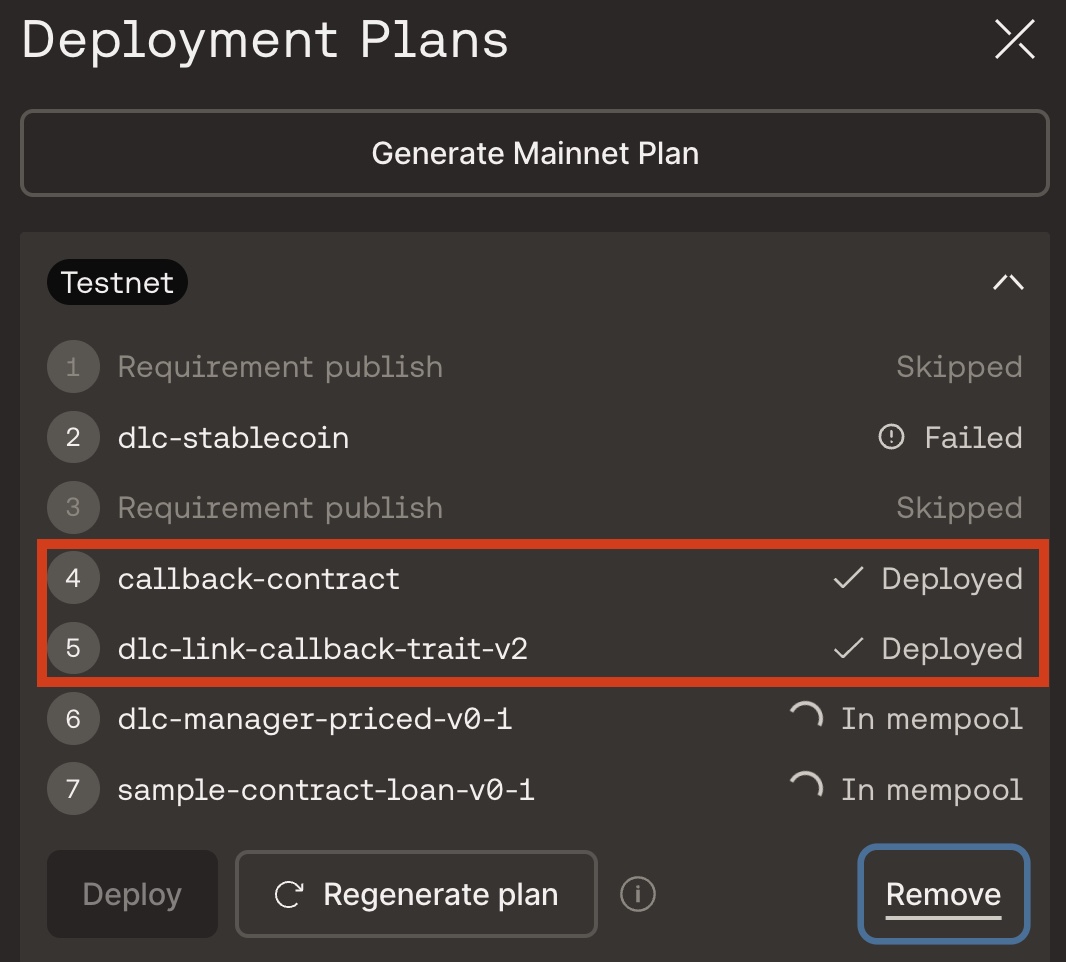 Deployment Plans
Generate Mainnet Plan
Testnet
1 Requirement publish Skipped
2 dlc-stablecoin Failed
3 Requirement publish Skipped
4 callback-contract Deployed
5 dlc-link-callback-trait-v2 Deployed
6 dlc-manager-priced-v0-1 In mempool
7 sample-contract-loan-v0-1 In mempool
Deploy Regenerate plan Remove